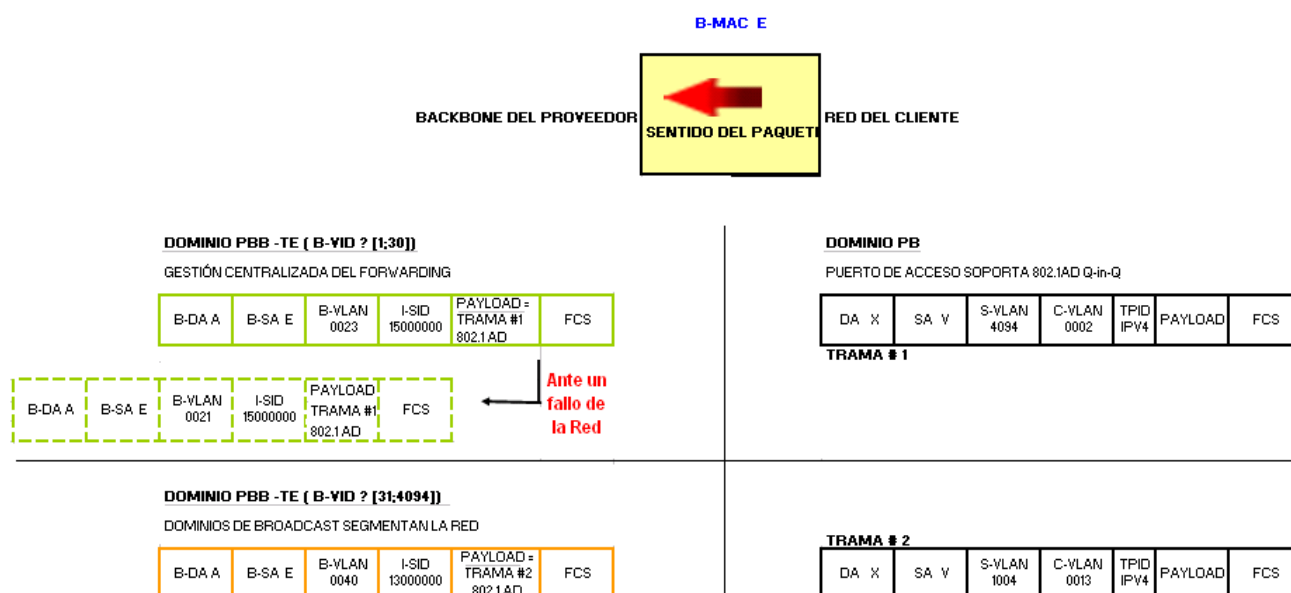 B-MAC E
BACKBONE DEL PROVEEDOR
SENTIDO DEL PAQUETE
RED DEL CLIENTE
DOMINIO PBB -TE ( B-VID ? [1;30])
GESTIÓN CENTRALIZADA DEL FORWARDING
B-DA A
B-SA E
B-VLAN
0023
I-SID
15000000
PAYLOAD =
TRAMA #1
802.1AD
FCS
Ante un
fallo de
la Red
B-DA A
B-SA E
B-VLAN
0021
I-SID
15000000
PAYLOAD
TRAMA #1
802.1AD
FCS
DOMINIO PB
PUERTO DE ACCESO SOPORTA 802.1AD Q-in-Q
DA X
SA V
S-VLAN
4094
C-VLAN
0002
TPID
IPV4
PAYLOAD
FCS
TRAMA # 1
DOMINIO PBB -TE ( B-VID ? [31;4094])
DOMINIOS DE BROADCAST SEGMENTAN LA RED
B-DA A
B-SA E
B-VLAN
0040
I-SID
13000000
PAYLOAD =
TRAMA #2
802.1AD
FCS
TRAMA # 2
DA X
SA V
S-VLAN
1004
C-VLAN
0013
TPID
IPV4
PAYLOAD
FCS